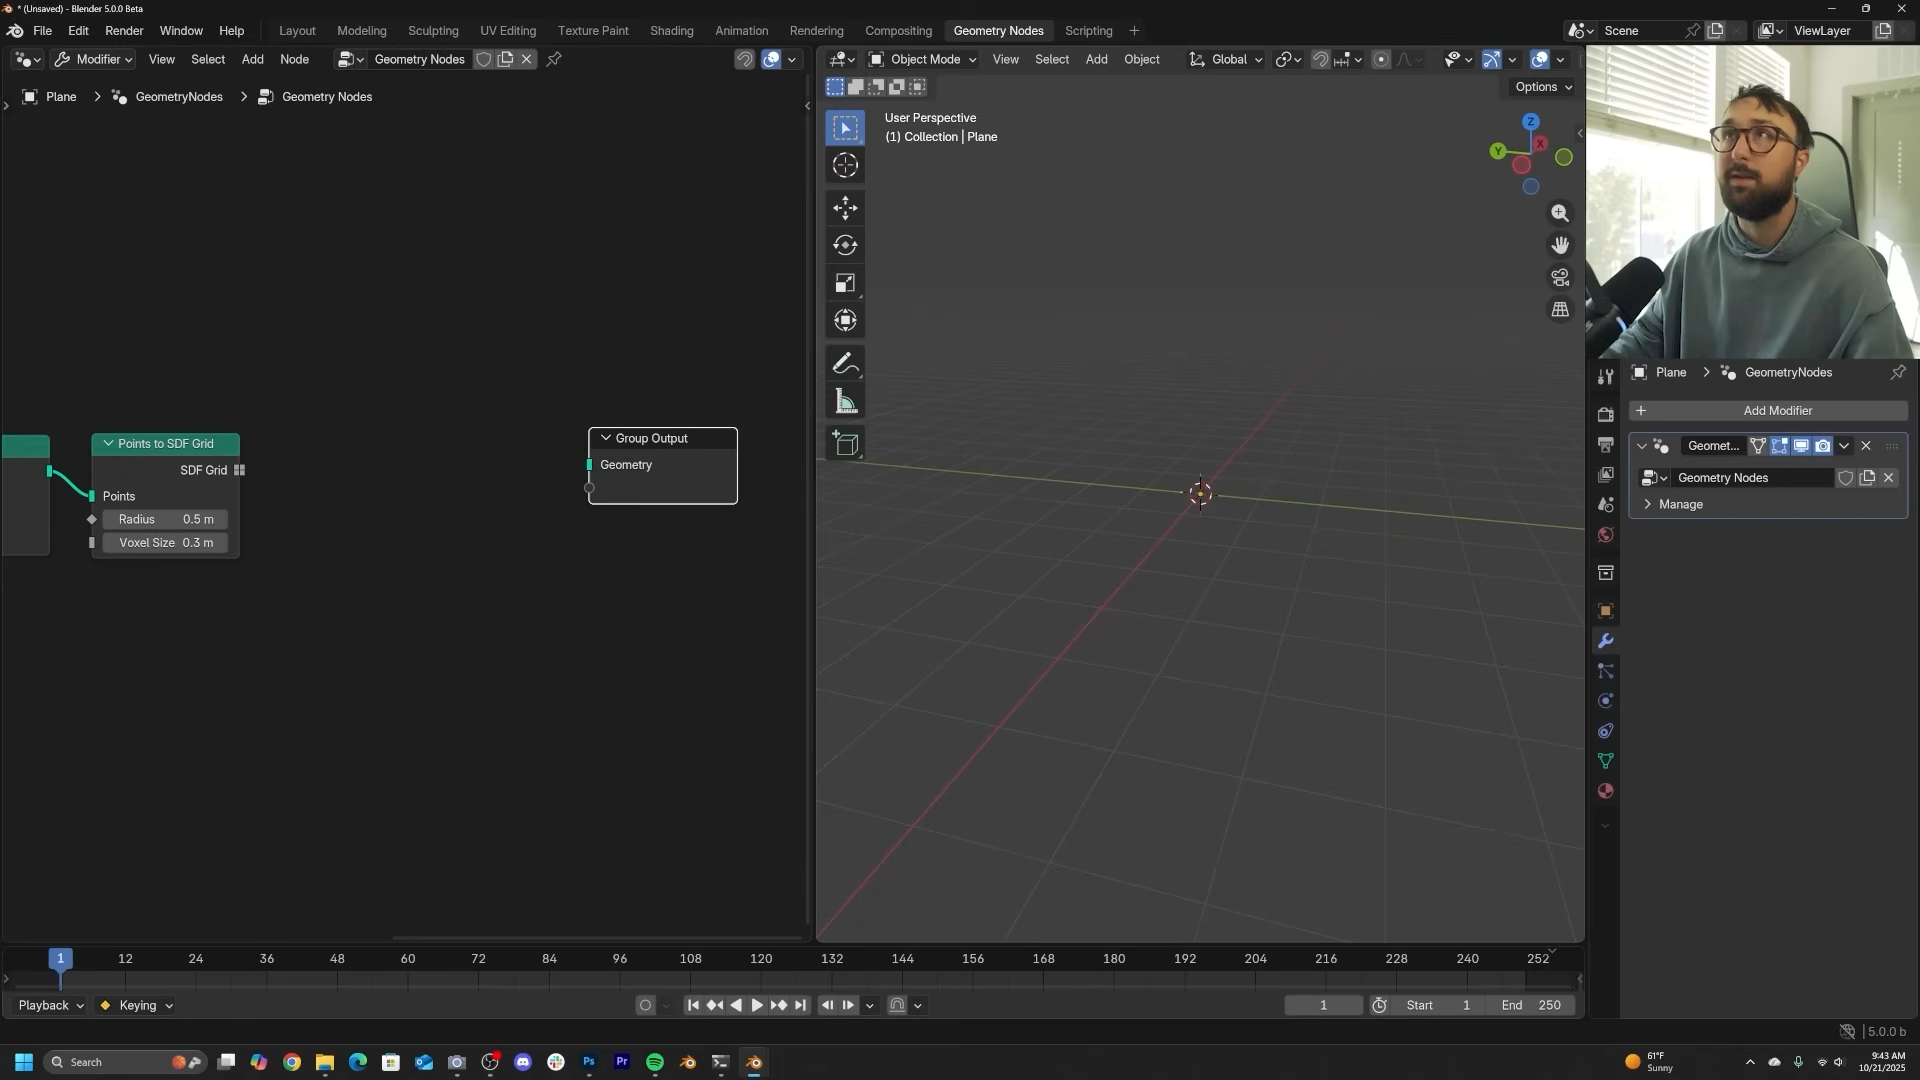 * (Unsaved) - Blender 5.0.0 Beta
File Edit Render Window Help
Layout Modeling Sculpting UV Editing Texture Paint Shading Animation Rendering Compositing Geometry Nodes Scripting
Scene ViewLayer
Modifier View Select Add Node Geometry Nodes
Object Mode View Select Add Object Global
Options
Plane > GeometryNodes > Geometry Nodes
User Perspective
(1) Collection | Plane
Z
Y
X
Points to SDF Grid
SDF Grid
Points
Radius 0.5 m
Voxel Size 0.3 m
Group Output
Geometry
Plane > GeometryNodes
Add Modifier
Geomet...
Geometry Nodes
Manage
1 12 24 36 48 60 72 84 96 108 120 132 144 156 168 180 192 204 216 228 240 252
Playback Keying
1 Start 1 End 250
5.0.0 b
Search
Ps
Pr
61°F
Sunny
9:43 AM
10/21/2025